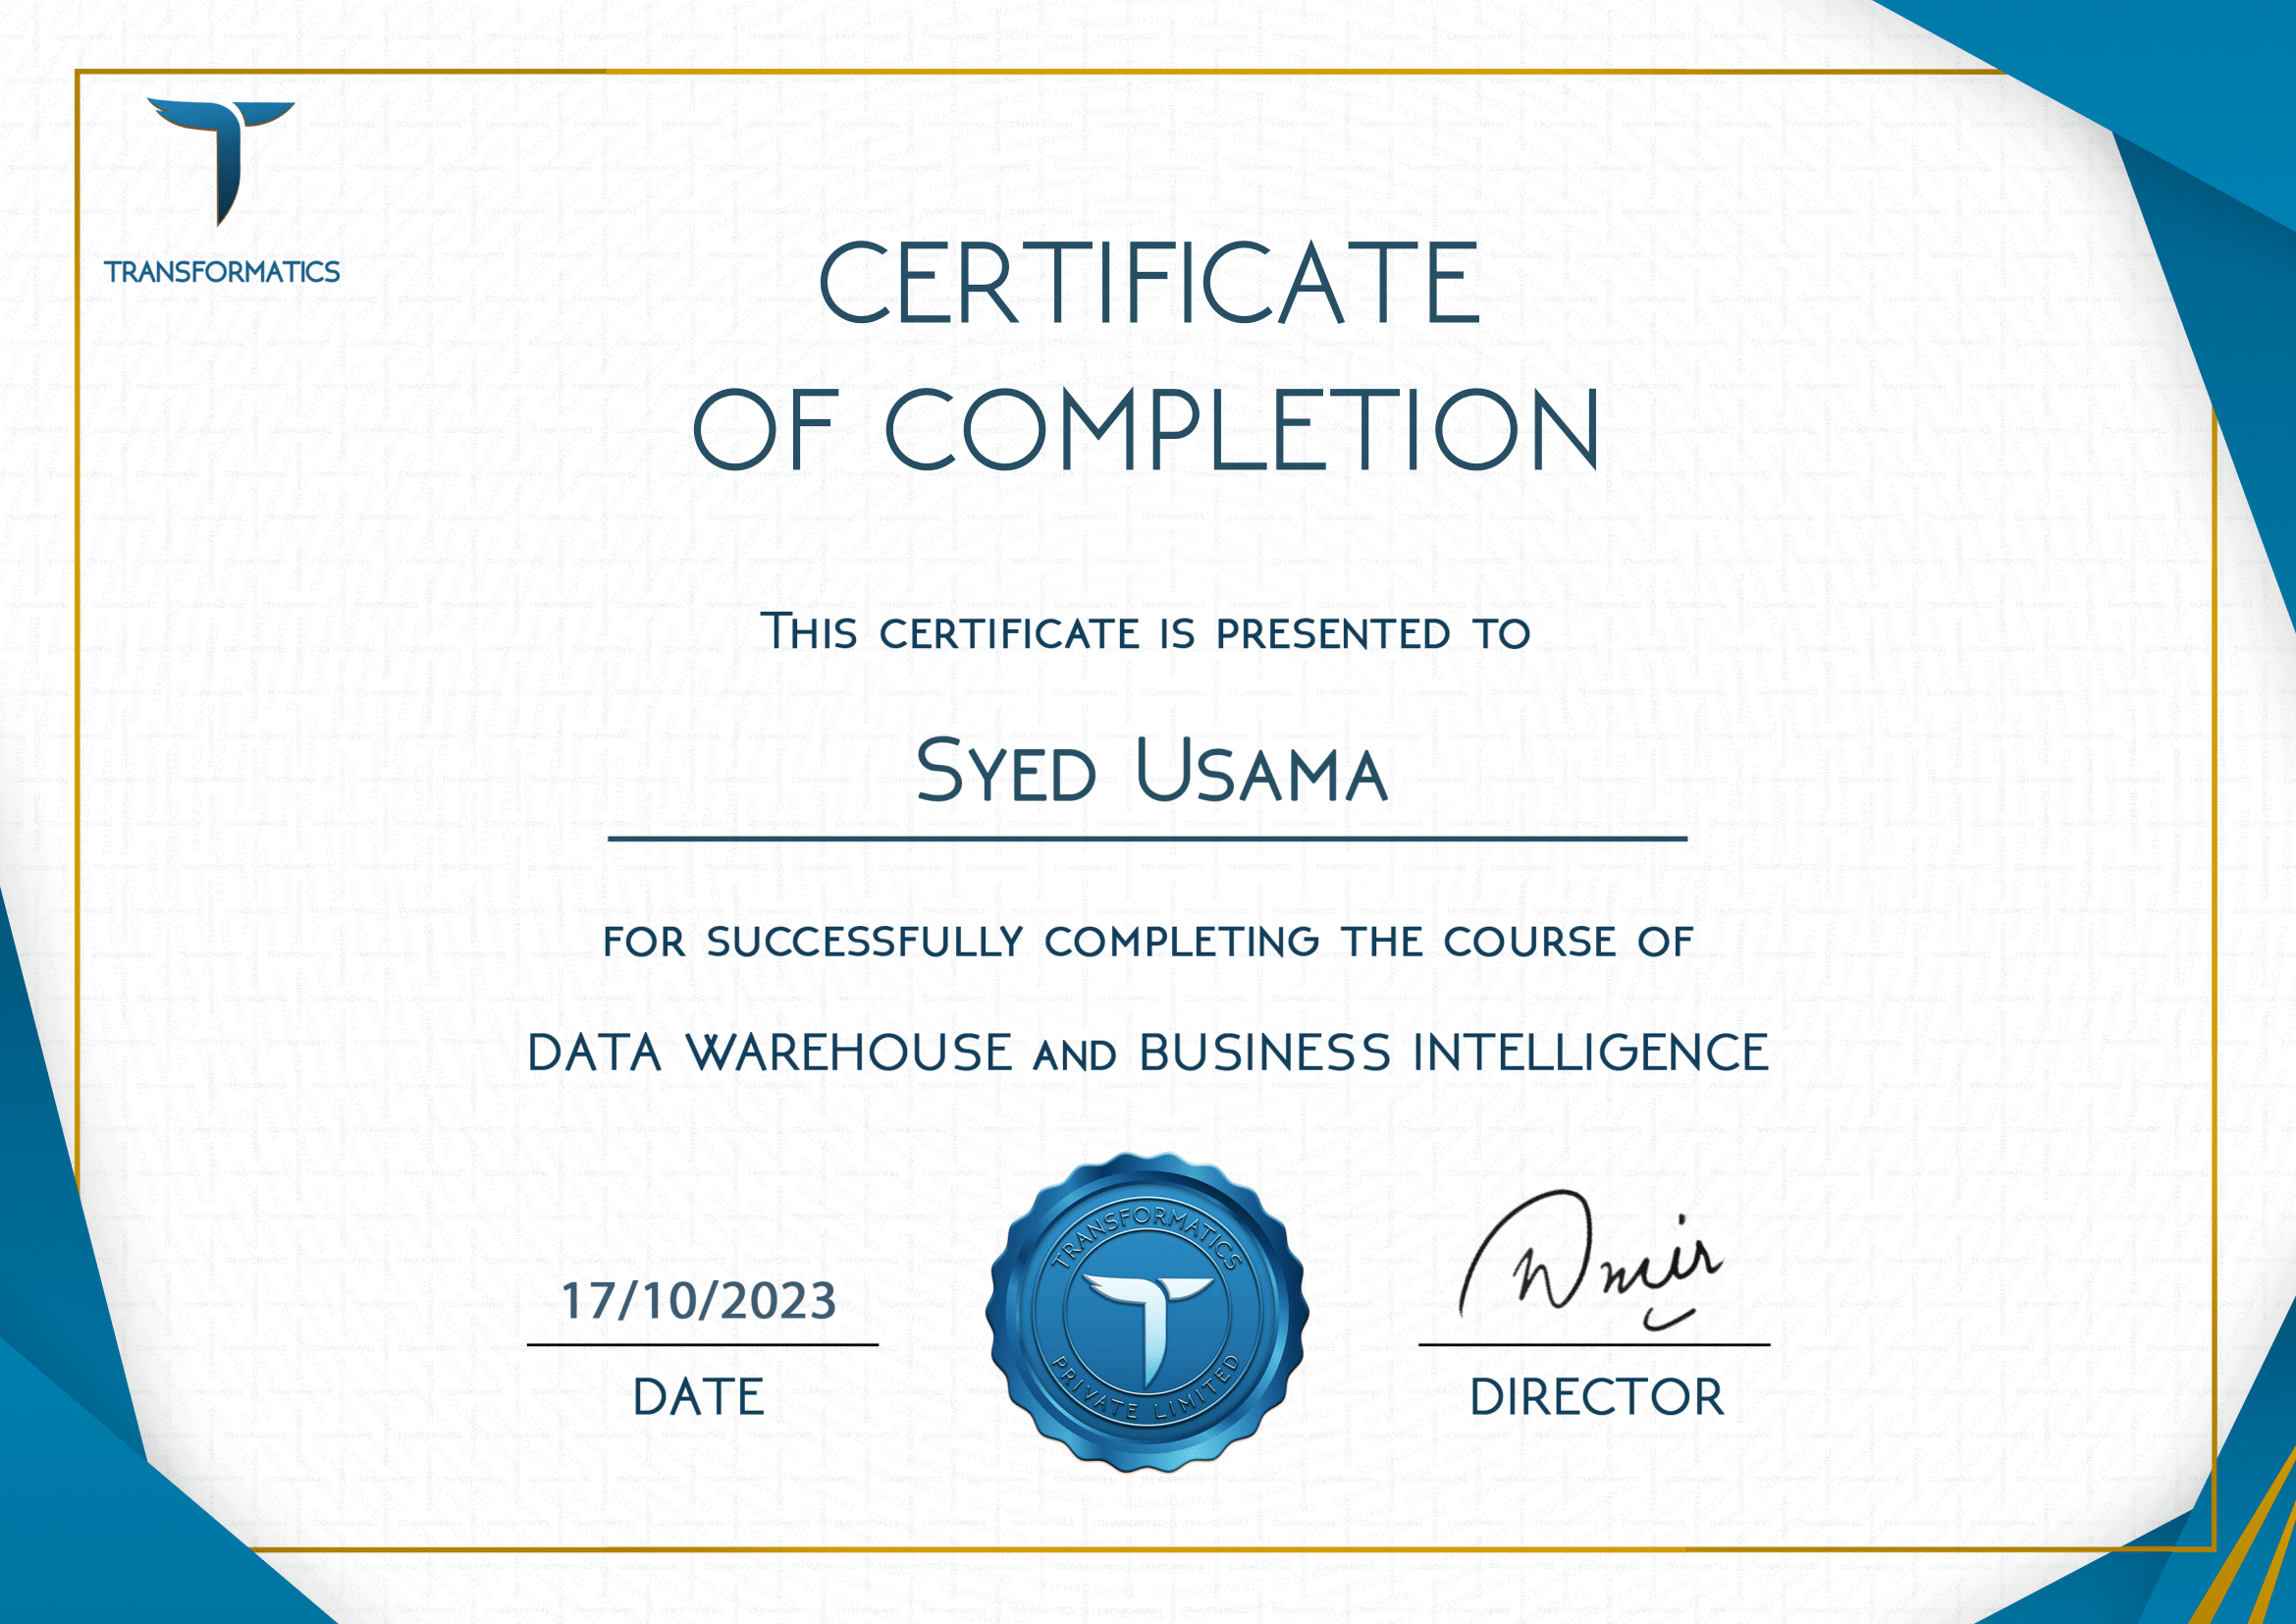 TRANSFORMATICS
CERTIFICATE
OF COMPLETION
THIS CERTIFICATE IS PRESENTED TO
SYED USAMA
FOR SUCCESSFULLY COMPLETING THE COURSE OF
DATA WAREHOUSE AND BUSINESS INTELLIGENCE
17/10/2023
DATE
TRANSFORMATICS
PRIVATE LIMITED
DIRECTOR